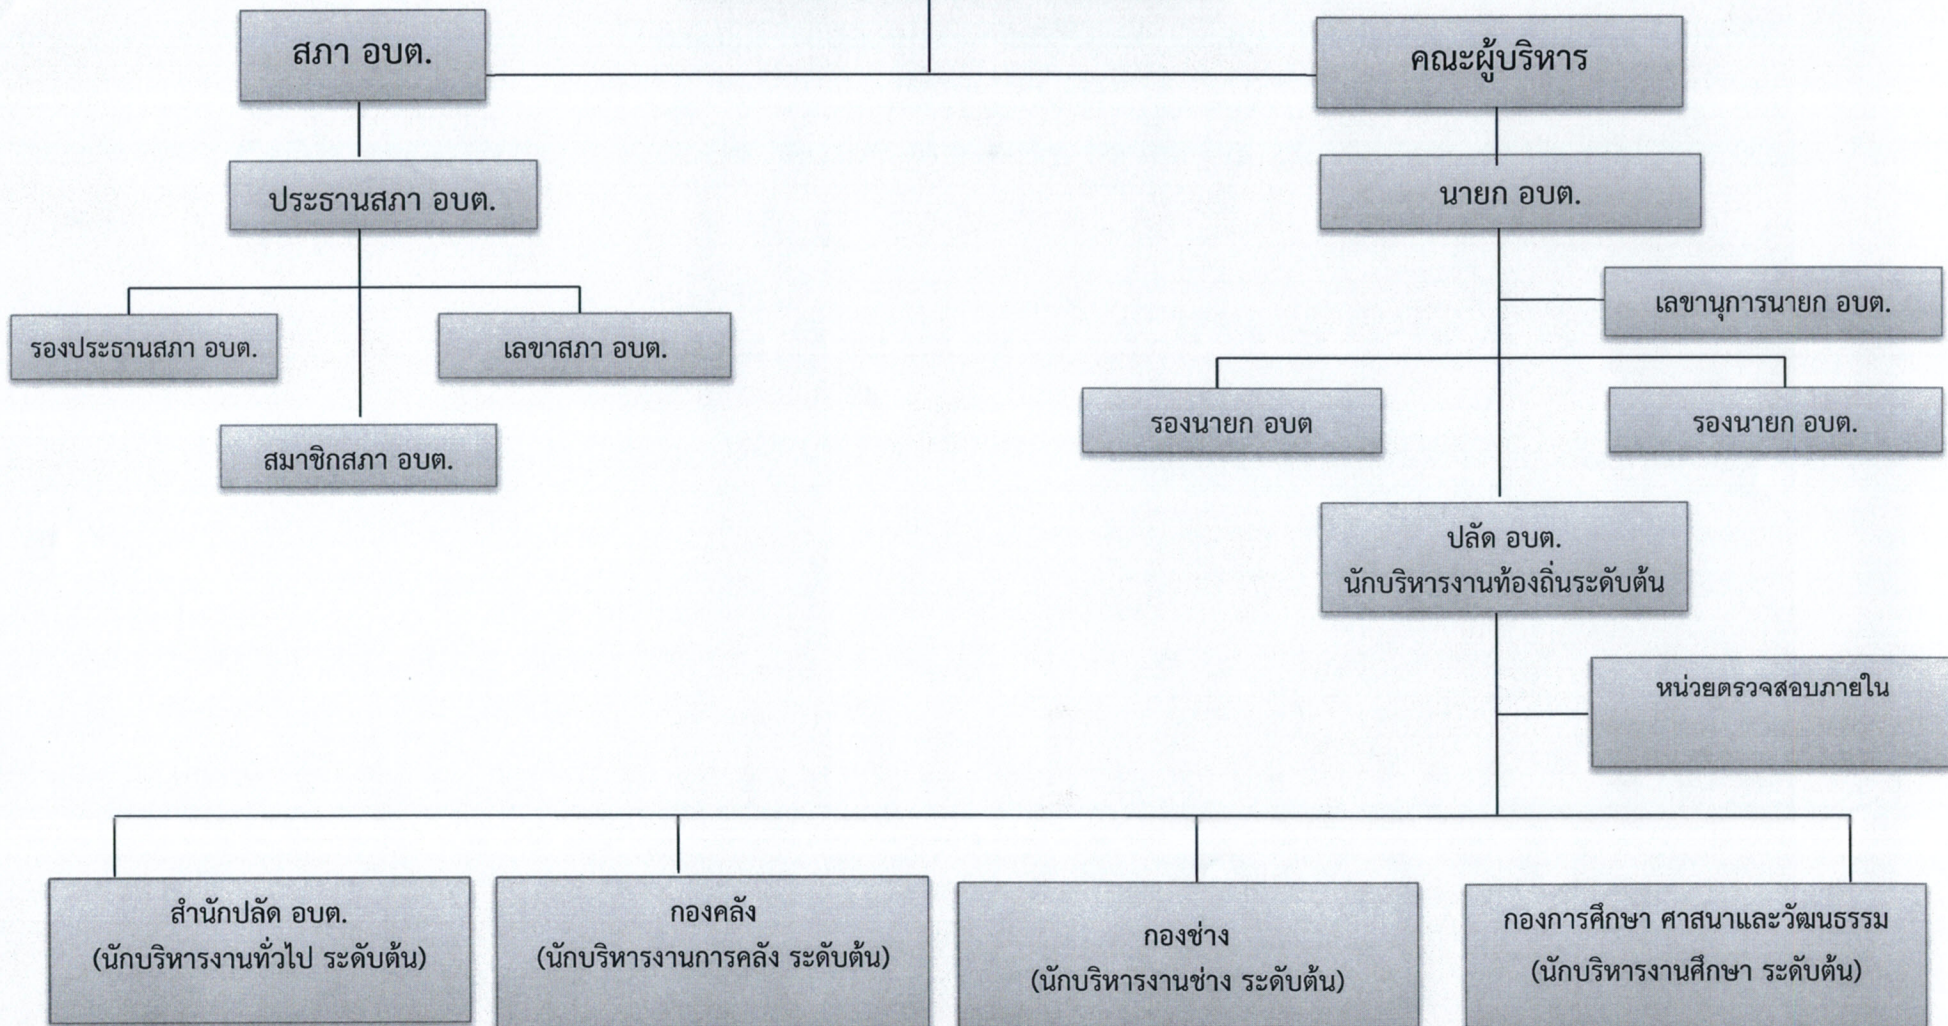 สภา อบต.
คณะผู้บริหาร
ประธานสภา อบต.
นายก อบต.
เลขานุการนายก อบต.
รองประธานสภา อบต.
เลขาสภา อบต.
รองนายก อบต
รองนายก อบต.
สมาชิกสภา อบต.
ปลัด อบต.
นักบริหารงานท้องถิ่นระดับต้น
หน่วยตรวจสอบภายใน
สำนักปลัด อบต.
(นักบริหารงานทั่วไป ระดับต้น)
กองคลัง
(นักบริหารงานการคลัง ระดับต้น)
กองช่าง
(นักบริหารงานช่าง ระดับต้น)
กองการศึกษา ศาสนาและวัฒนธรรม
(นักบริหารงานศึกษา ระดับต้น)